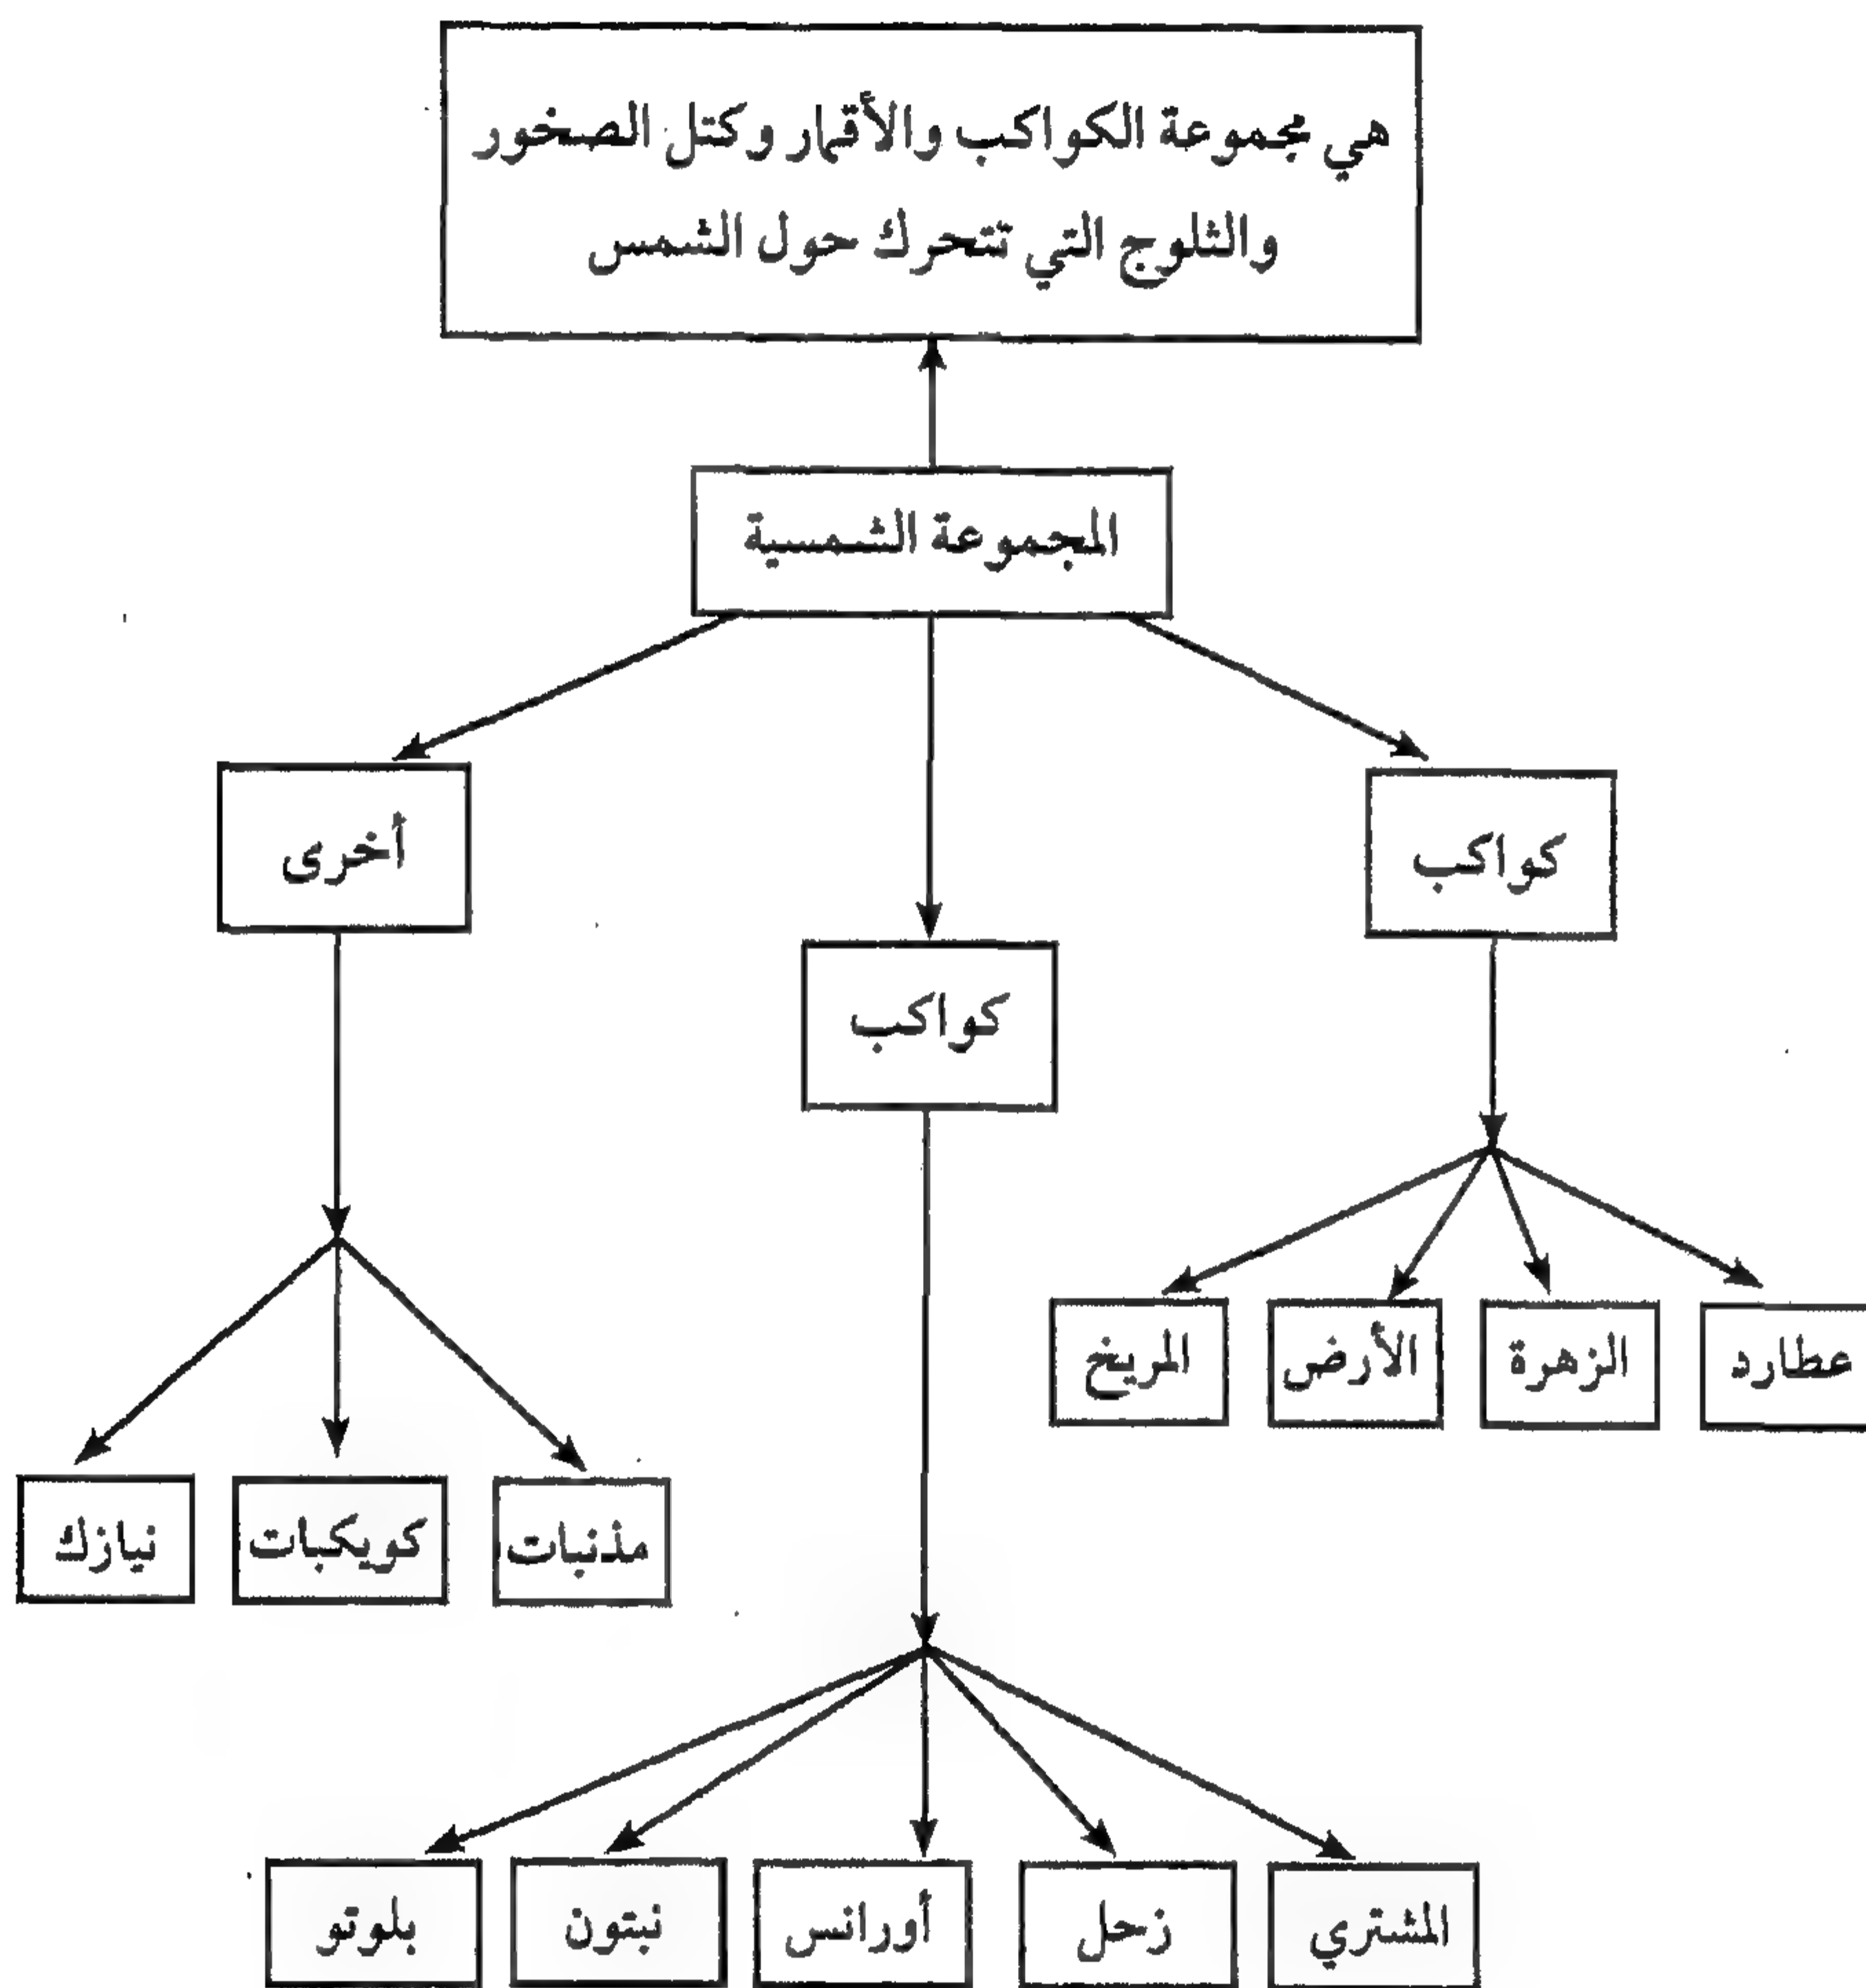 هي مجموعة الكواكب والأقمار وكتل الصخور
والثلوج التي تتحرك حول الشمس
المجموعة الشمسية
كواكب
كواكب
أخرى
عطارد
الزهرة
الأرض
المريخ
مذنبات
كويكبات
نيازك
المشتري
زحل
أورانس
نبتون
بلوتو